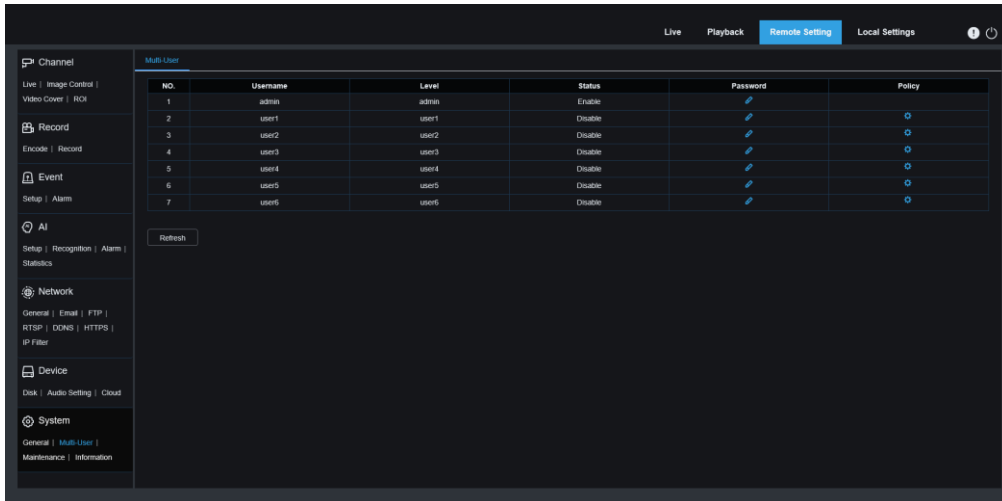 Live Playback Remote Setting Local Settings
Channel
Live | Image Control |
Video Cover | ROI
Record
Encode | Record
Event
Setup | Alarm
AI
Setup | Recognition | Alarm |
Statistics
Network
General | Email | FTP |
RTSP | DDNS | HTTPS |
IP Filter
Device
Disk | Audio Setting | Cloud
System
General | Multi-User |
Maintenance | Information
Multi-User
NO. Username Level Status Password Policy
1 admin admin Enable
2 user1 user1 Disable
3 user2 user2 Disable
4 user3 user3 Disable
5 user4 user4 Disable
6 user5 user5 Disable
7 user6 user6 Disable
Refresh